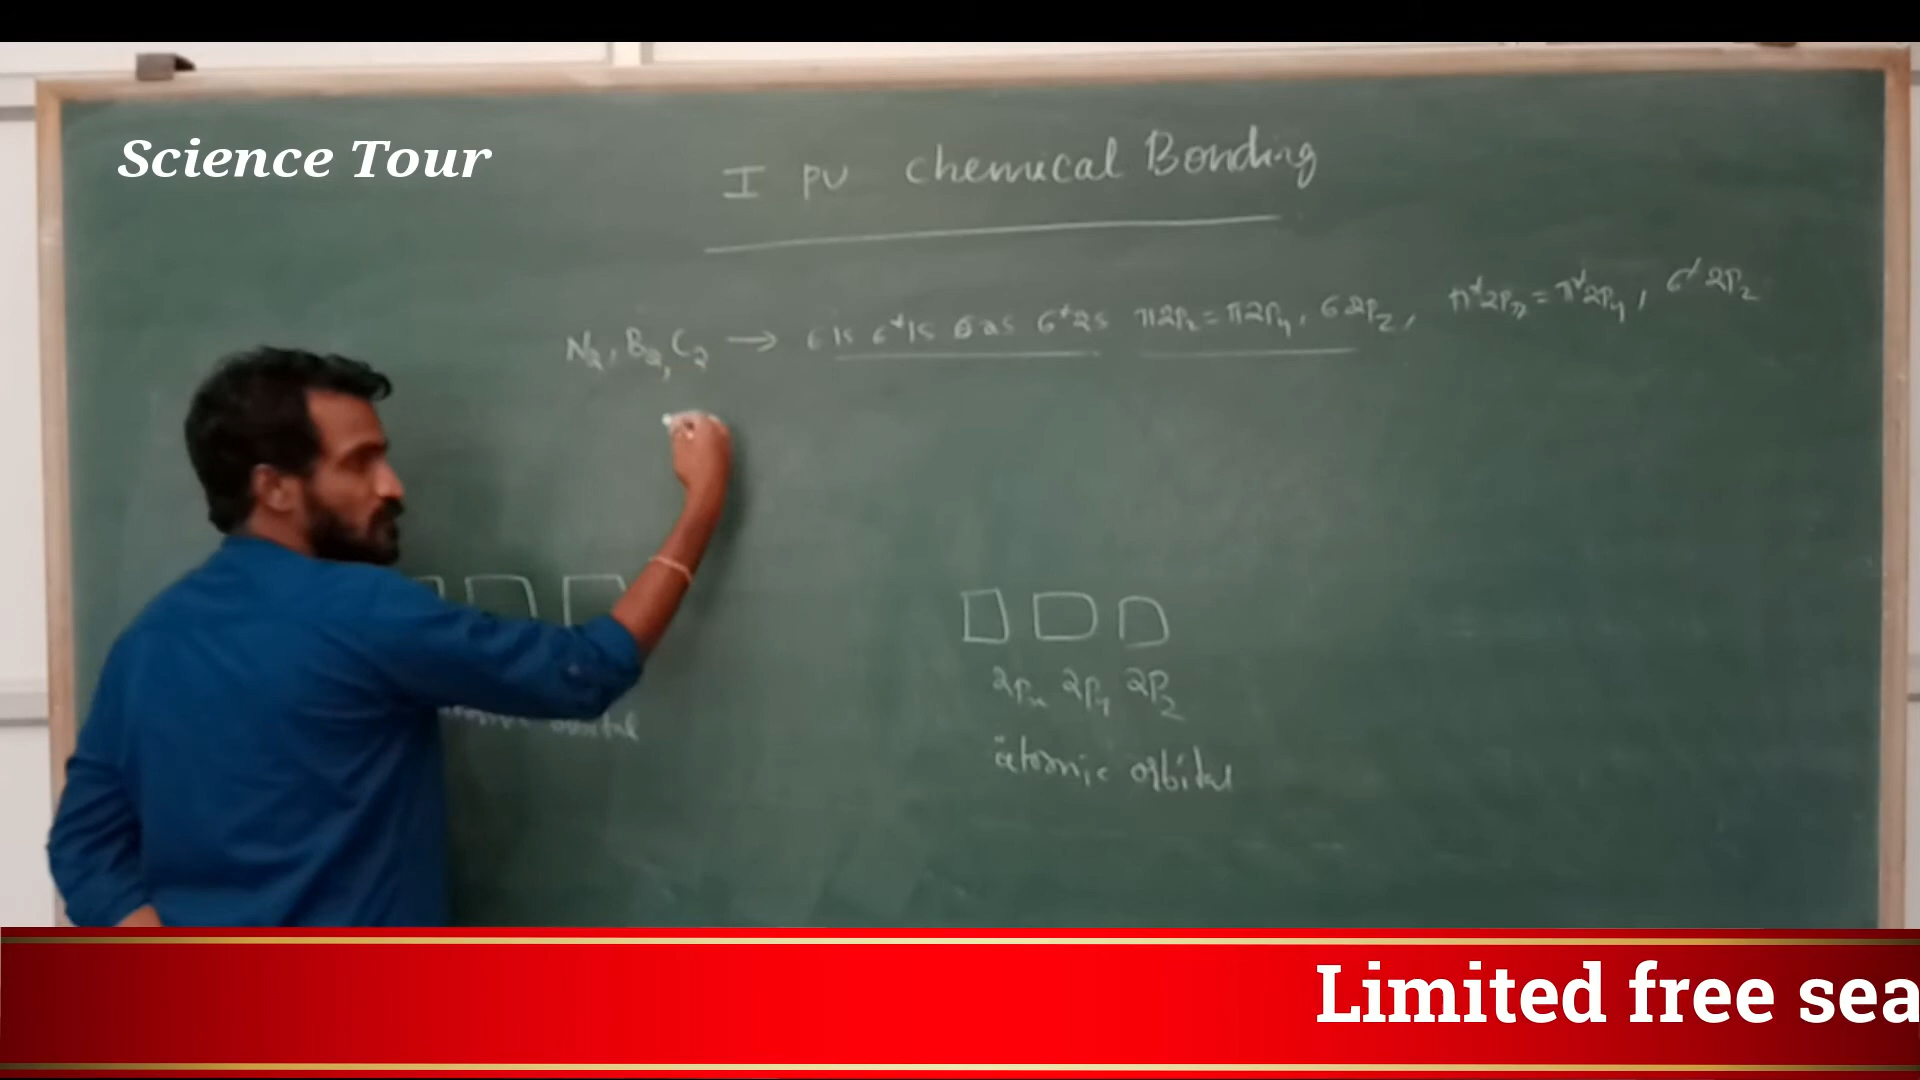 Science Tour
I PU Chemical Bonding
N₂, B₂, C₂ → σ1s σ*1s σ2s σ*2s π2Pₓ = π2Py, σ2Pz, π*2Pₓ = π*2Py, σ*2Pz
2Pₓ 2Py 2Pz
orbital
atomic orbital
Limited free sea